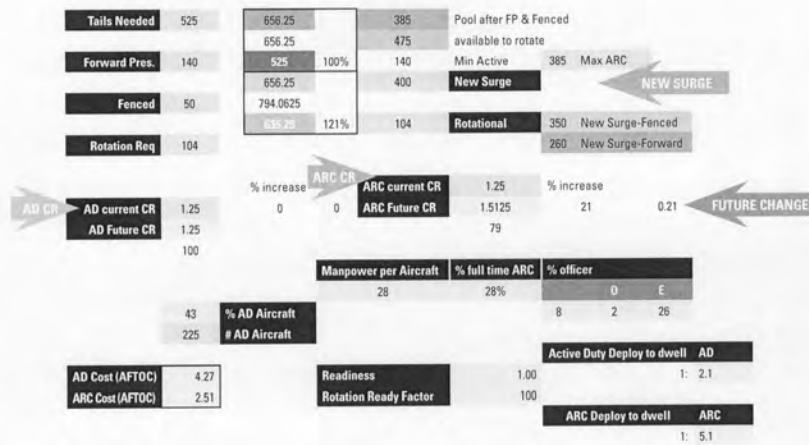 Tails Needed 525 656.25 385 Pool after FP & Fenced
656.25 475 available to rotate
Forward Pres. 140 525 100% 140 Min Active 385 Max ARC
656.25 400 New Surge NEW SURGE
Fenced 50 794.0625
635.25 121% 104 Rotational 350 New Surge-Fenced
Rotation Req 104 260 New Surge-Forward
AD CR AD current CR 1.25 % increase ARC CR ARC current CR 1.25 % increase
AD Future CR 1.25 0 0 ARC Future CR 1.5125 21 0.21 FUTURE CHANGE
100 79
Manpower per Aircraft % full time ARC % officer
28 28% O E
8 2 26
43 % AD Aircraft
225 # AD Aircraft
Active Duty Deploy to dwell AD
1: 2.1
AD Cost (AFTOC) 4.27 Readiness 1.00
ARC Cost (AFTOC) 2.51 Rotation Ready Factor 100
ARC Deploy to dwell ARC
1: 5.1